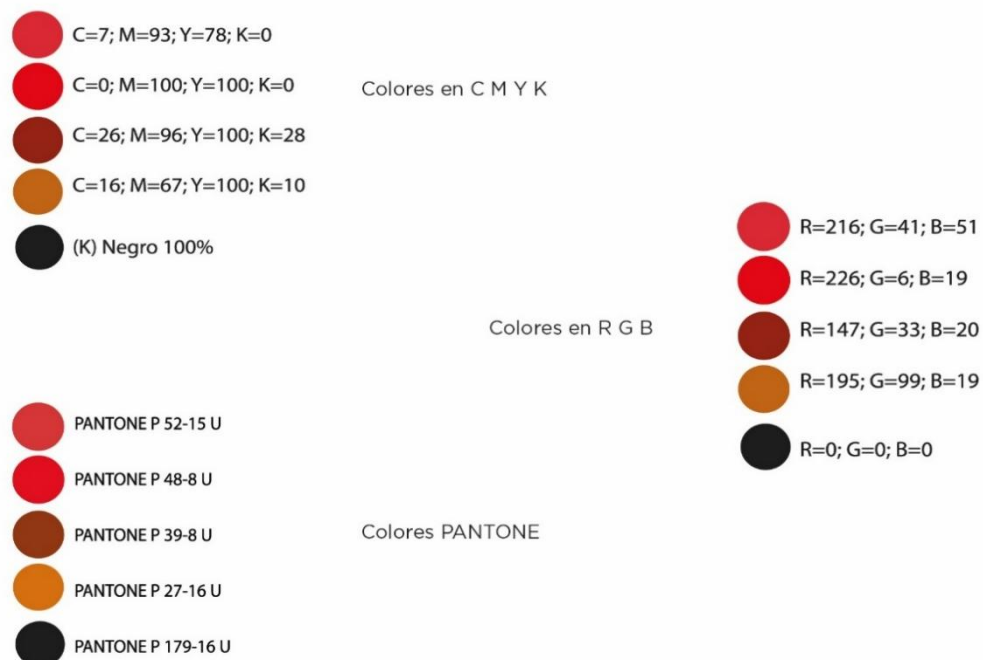 C=7; M=93; Y=78; K=0
C=0; M=100; Y=100; K=0
C=26; M=96; Y=100; K=28
C=16; M=67; Y=100; K=10
(K) Negro 100%
Colores en C M Y K
R=216; G=41; B=51
R=226; G=6; B=19
R=147; G=33; B=20
R=195; G=99; B=19
R=0; G=0; B=0
Colores en R G B
PANTONE P 52-15 U
PANTONE P 48-8 U
PANTONE P 39-8 U
PANTONE P 27-16 U
PANTONE P 179-16 U
Colores PANTONE